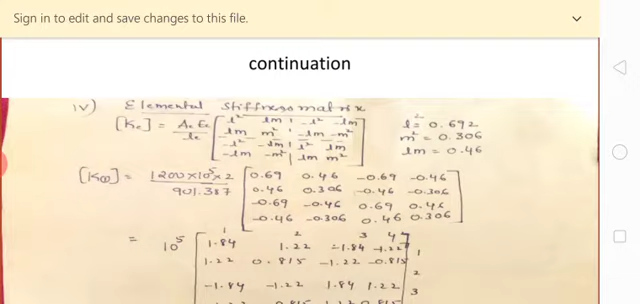 Sign in to edit and save changes to this file.
continuation
iv) Elemental stiffness matrix
[Ke] = Ae Ee / le [ l² lm -l² -lm
lm m² -lm -m²
-l² -lm l² lm
-lm -m² lm m² ]
l² = 0.692
m² = 0.306
lm = 0.46
= 1200×10⁵×2 / 901.387 [ 0.69 0.46 -0.69 -0.46
0.46 0.306 -0.46 -0.306
-0.69 -0.46 0.69 0.46
-0.46 -0.306 0.46 0.306 ]
1 2 3 4
= 10⁵ [ 1.84 1.22 -1.84 -1.22 1
1.22 0.815 -1.22 -0.815 2
-1.84 -1.22 1.84 1.22 3